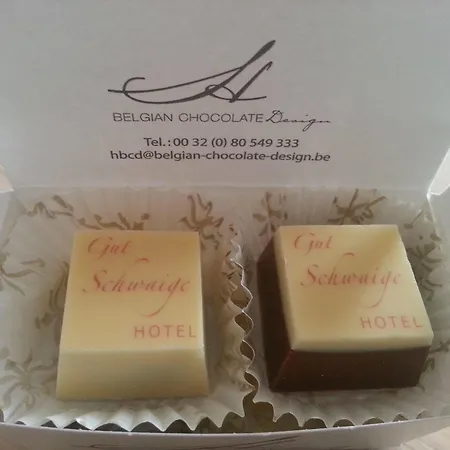 BELGIAN CHOCOLATE Design
Tel.: 00 32 (0) 80 549 333
hbcd@belgian-chocolate-design.be
Gut
Schwaige
HOTEL
Gut
Schwaige
HOTEL